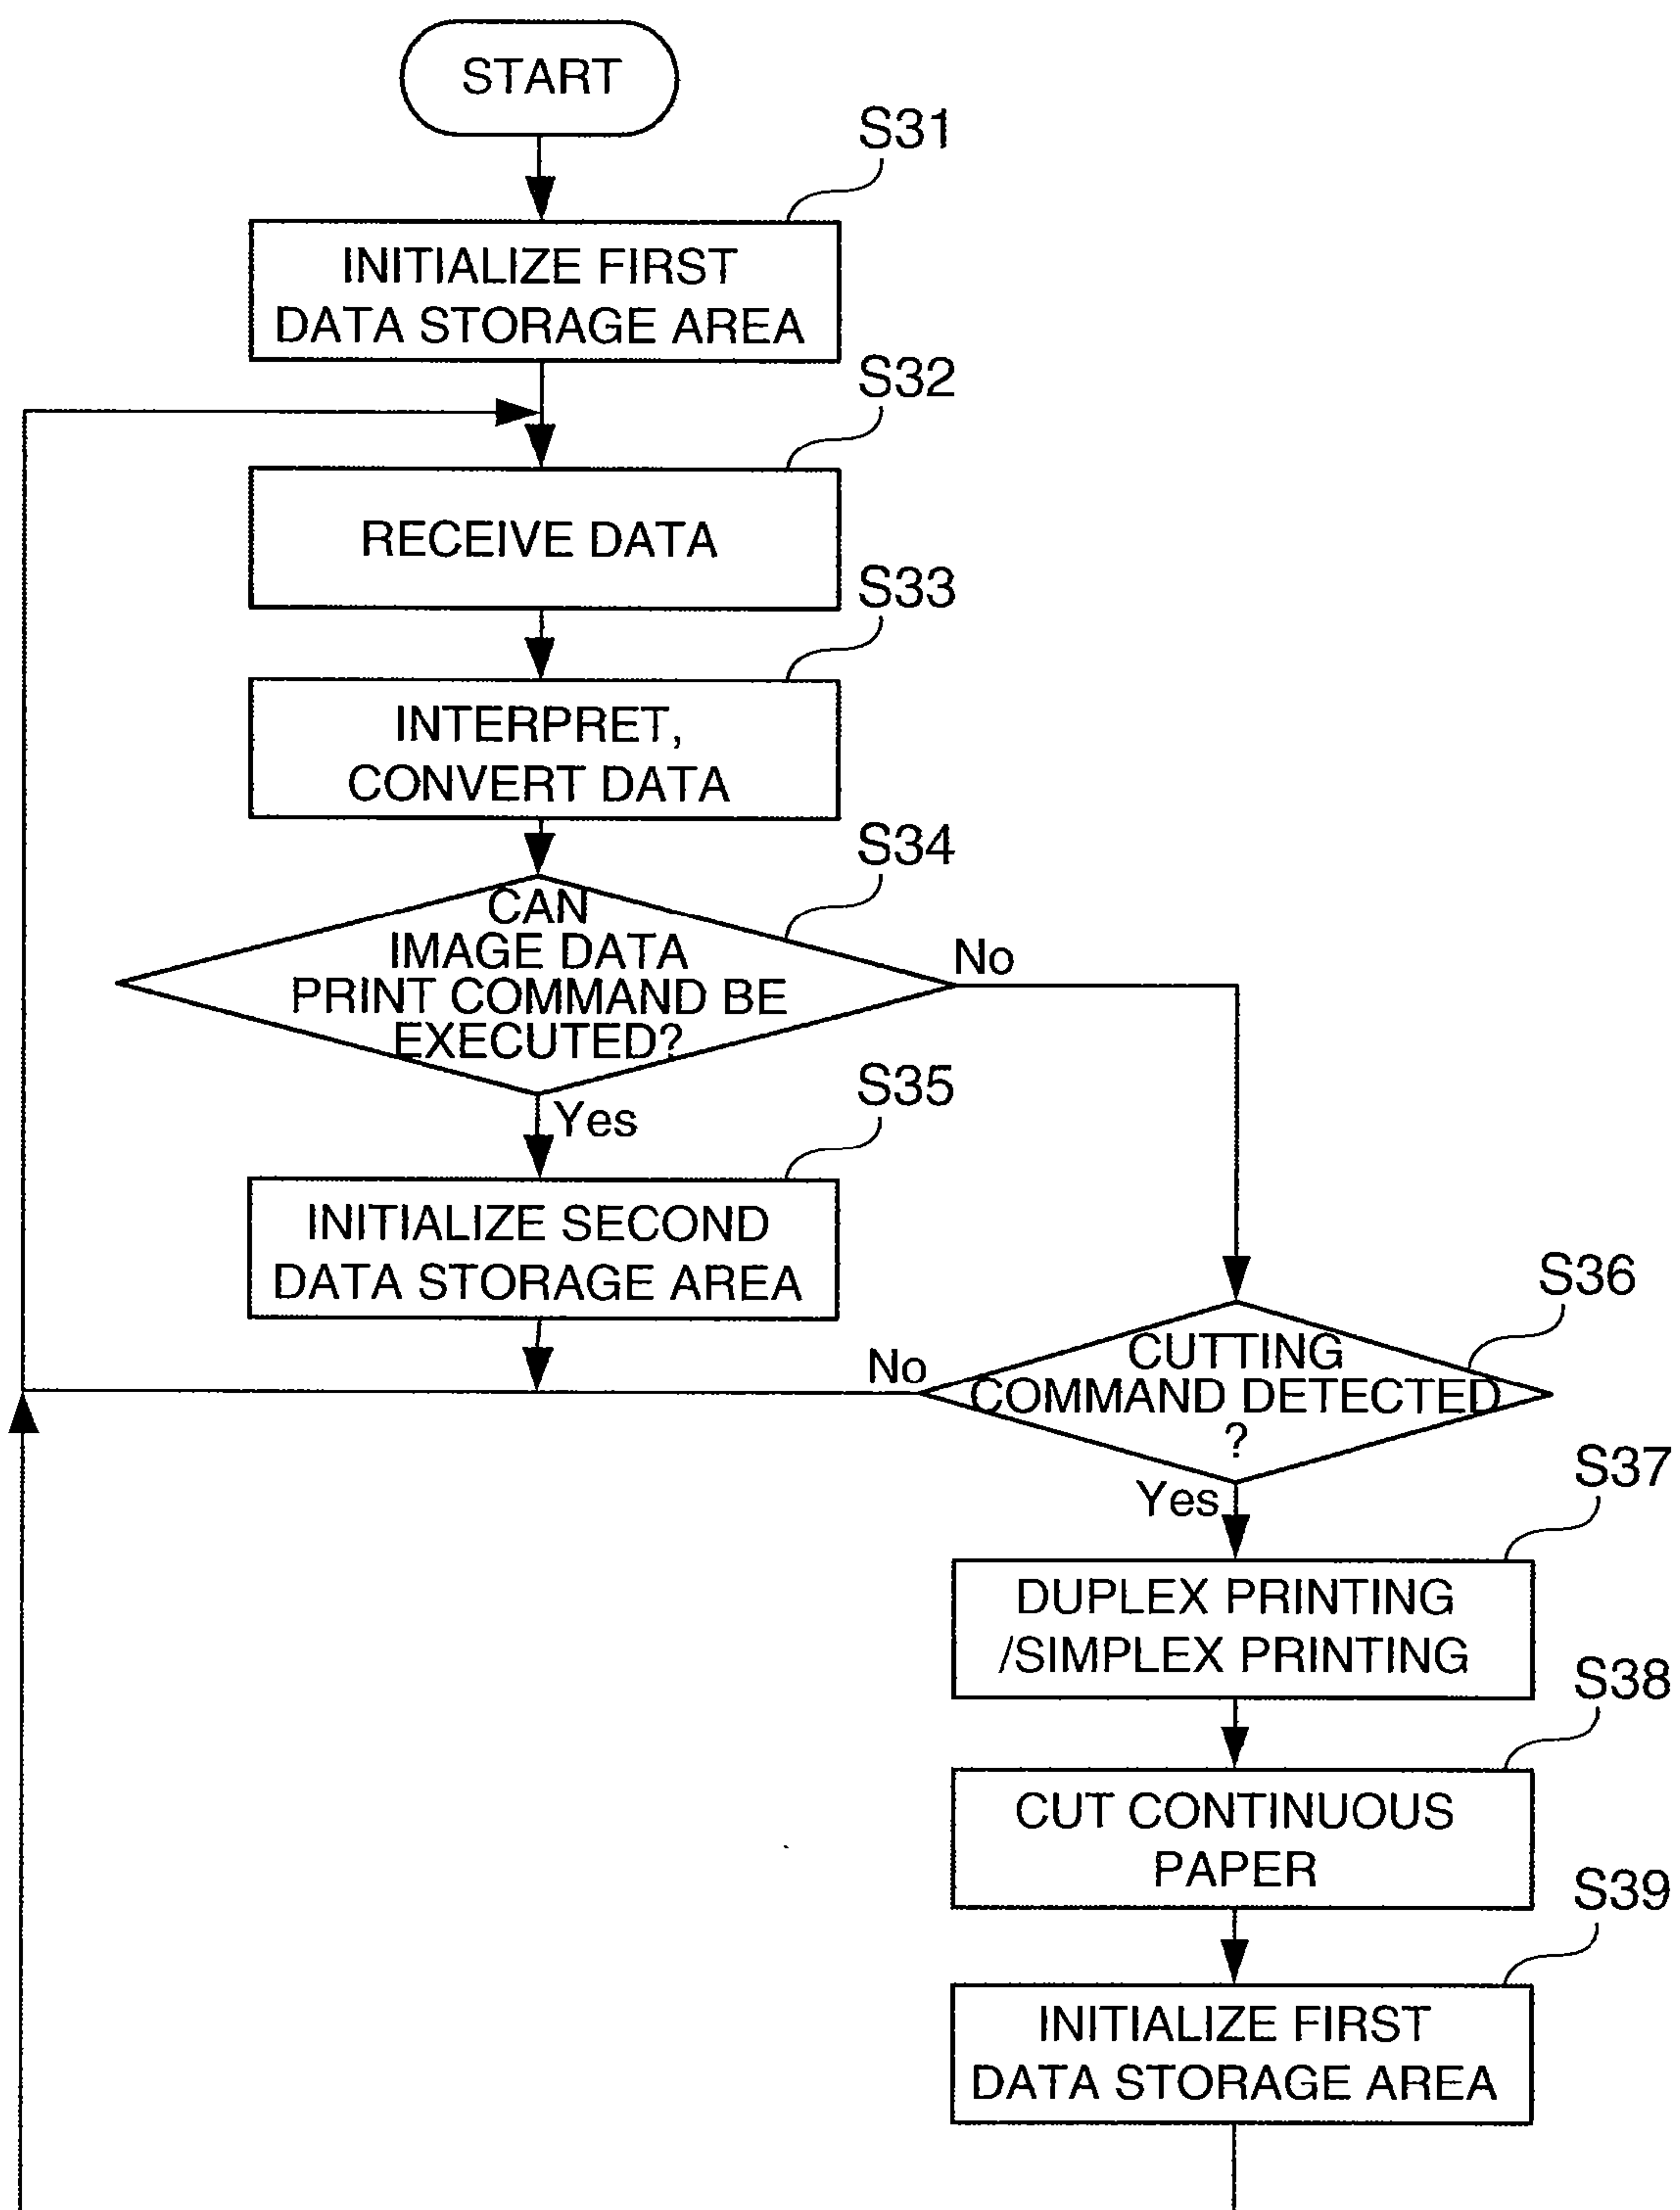 START
S31
INITIALIZE FIRST
DATA STORAGE AREA
S32
RECEIVE DATA
S33
INTERPRET,
CONVERT DATA
S34
CAN
IMAGE DATA
PRINT COMMAND BE
EXECUTED?
No
Yes
S35
INITIALIZE SECOND
DATA STORAGE AREA
S36
CUTTING
COMMAND DETECTED
?
No
Yes
S37
DUPLEX PRINTING
/SIMPLEX PRINTING
S38
CUT CONTINUOUS
PAPER
S39
INITIALIZE FIRST
DATA STORAGE AREA